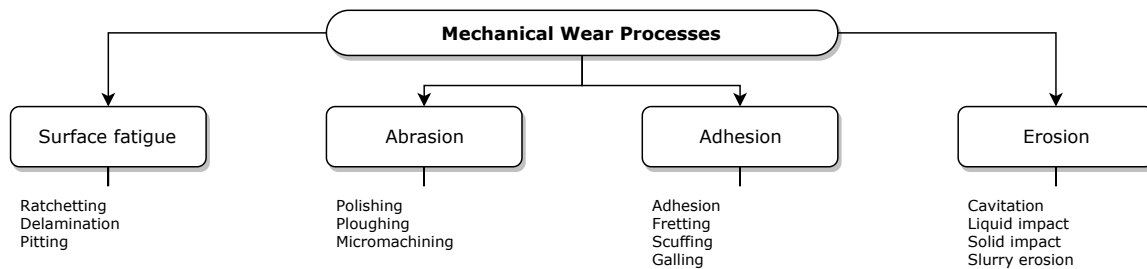 Mechanical Wear Processes
Surface fatigue
Abrasion
Adhesion
Erosion
Ratchetting
Delamination
Pitting
Polishing
Ploughing
Micromachining
Adhesion
Fretting
Scuffing
Galling
Cavitation
Liquid impact
Solid impact
Slurry erosion